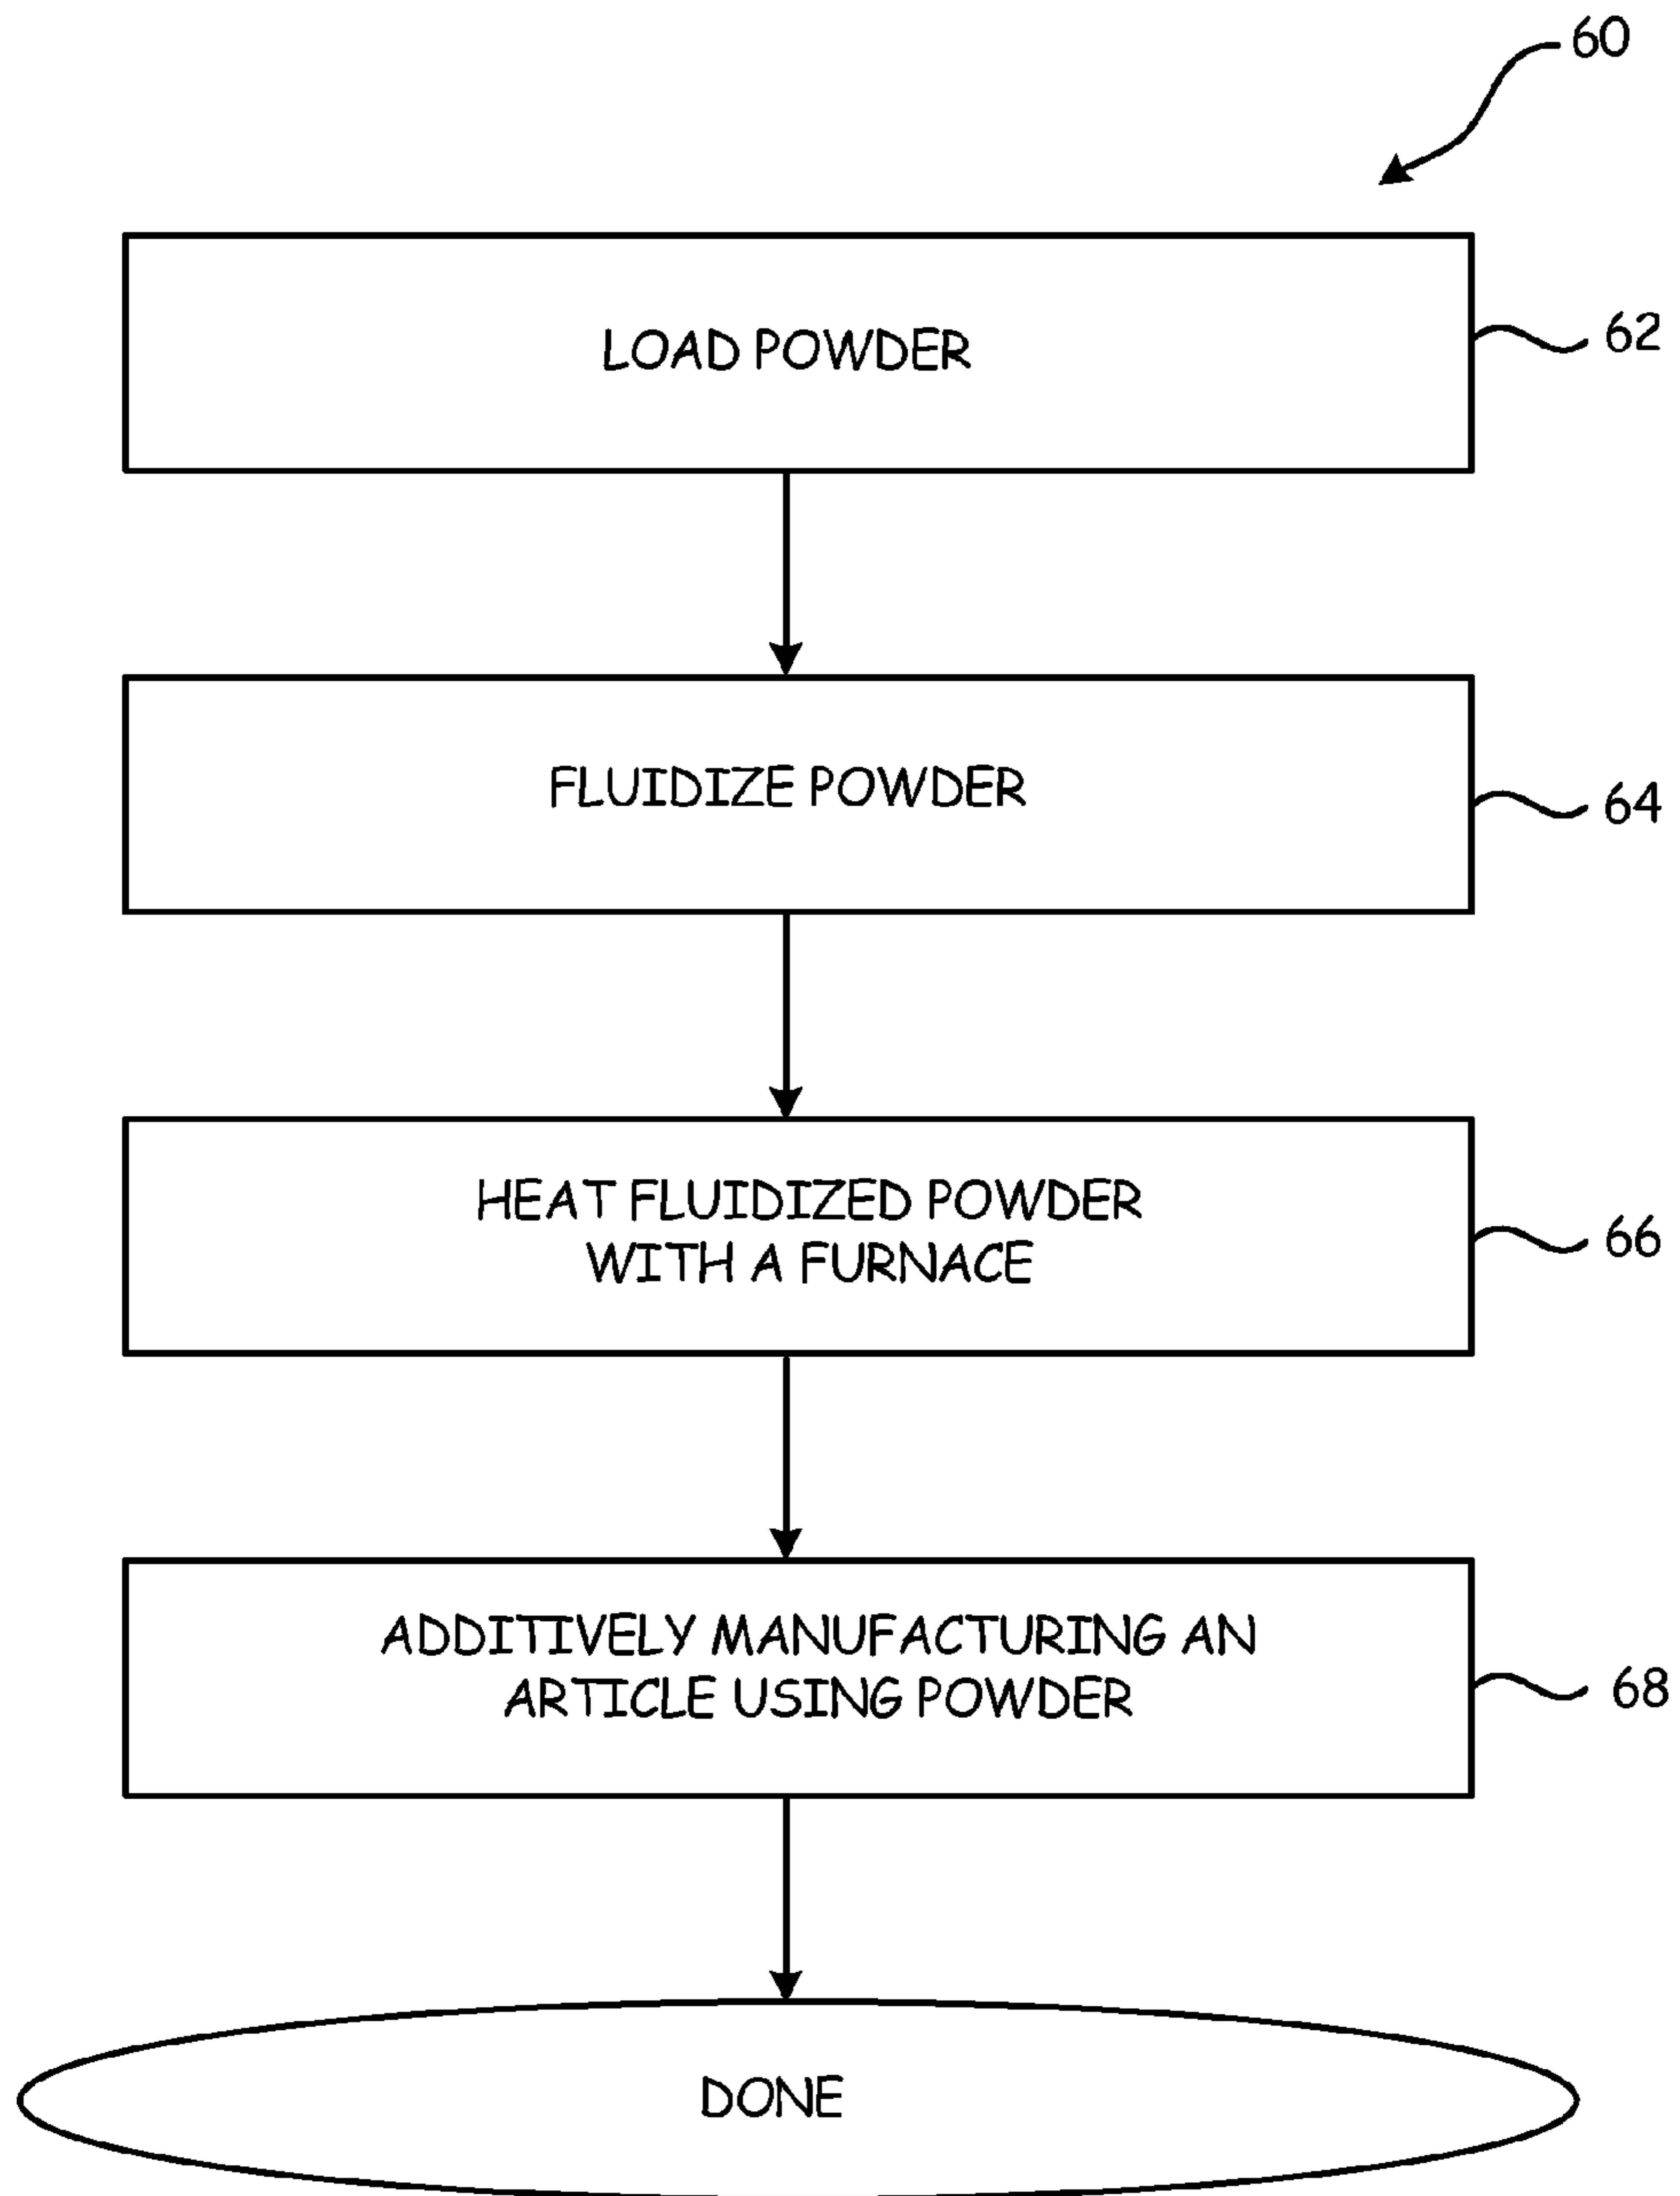 60
LOAD POWDER
62
FLUIDIZE POWDER
64
HEAT FLUIDIZED POWDER
WITH A FURNACE
66
ADDITIVELY MANUFACTURING AN
ARTICLE USING POWDER
68
DONE